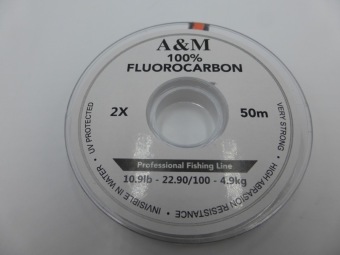 A&M
100%
FLUOROCARBON
2X
50m
Professional Fishing Line
10.9lb - 22.90/100 - 4.9kg
UV PROTECTED • INVISIBLE IN WATER • HIGH ABRASION RESISTANCE • VERY STRONG